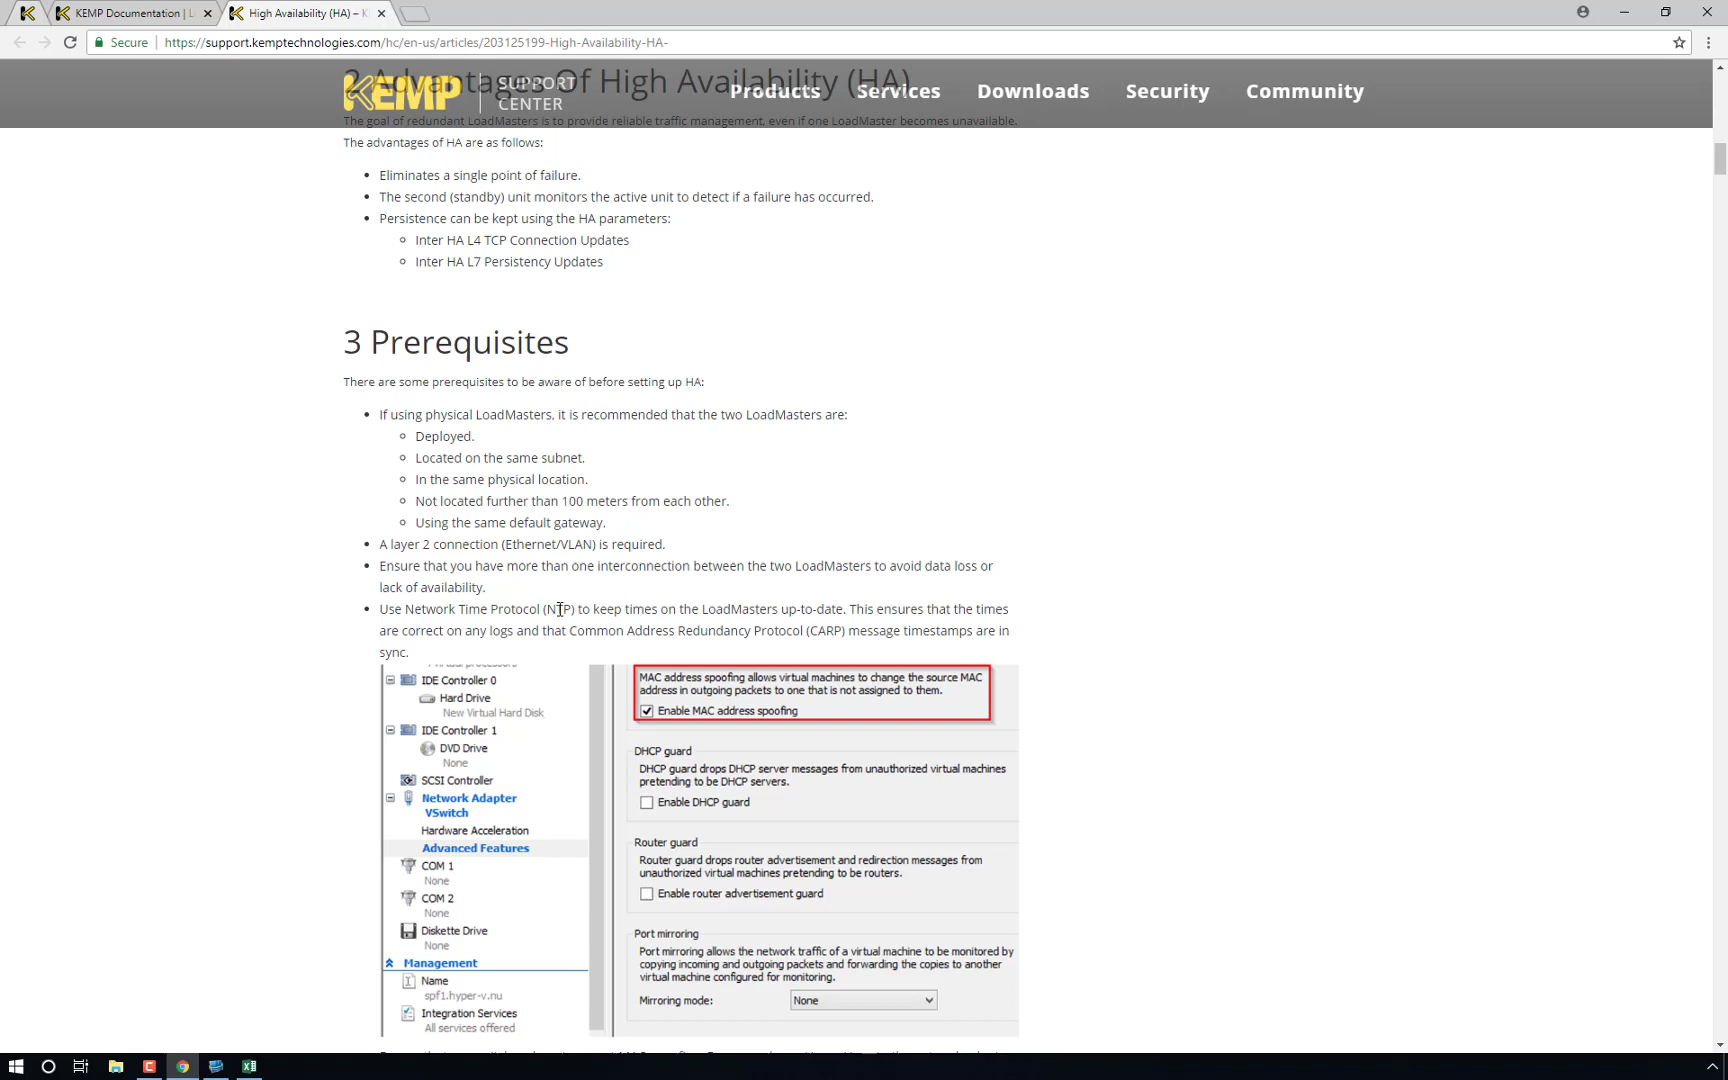 KEMP Documentation | L
High Availability (HA) – K
Secure | https://support.kemptechnologies.com/hc/en-us/articles/203125199-High-Availability-HA-
2 Advantages Of High Availability (HA)
KEMP SUPPORT CENTER
Products Services Downloads Security Community
The goal of redundant LoadMasters is to provide reliable traffic management, even if one LoadMaster becomes unavailable.
The advantages of HA are as follows:
Eliminates a single point of failure.
The second (standby) unit monitors the active unit to detect if a failure has occurred.
Persistence can be kept using the HA parameters:
Inter HA L4 TCP Connection Updates
Inter HA L7 Persistency Updates
3 Prerequisites
There are some prerequisites to be aware of before setting up HA:
If using physical LoadMasters, it is recommended that the two LoadMasters are:
Deployed.
Located on the same subnet.
In the same physical location.
Not located further than 100 meters from each other.
Using the same default gateway.
A layer 2 connection (Ethernet/VLAN) is required.
Ensure that you have more than one interconnection between the two LoadMasters to avoid data loss or
lack of availability.
Use Network Time Protocol (NTP) to keep times on the LoadMasters up-to-date. This ensures that the times
are correct on any logs and that Common Address Redundancy Protocol (CARP) message timestamps are in
sync.
IDE Controller 0
Hard Drive
New Virtual Hard Disk
IDE Controller 1
DVD Drive
None
SCSI Controller
Network Adapter
VSwitch
Hardware Acceleration
Advanced Features
COM 1
None
COM 2
None
Diskette Drive
None
Management
Name
spf1.hyper-v.nu
Integration Services
All services offered
MAC address spoofing allows virtual machines to change the source MAC
address in outgoing packets to one that is not assigned to them.
Enable MAC address spoofing
DHCP guard
DHCP guard drops DHCP server messages from unauthorized virtual machines
pretending to be DHCP servers.
Enable DHCP guard
Router guard
Router guard drops router advertisement and redirection messages from
unauthorized virtual machines pretending to be routers.
Enable router advertisement guard
Port mirroring
Port mirroring allows the network traffic of a virtual machine to be monitored by
copying incoming and outgoing packets and forwarding the copies to another
virtual machine configured for monitoring.
Mirroring mode: None